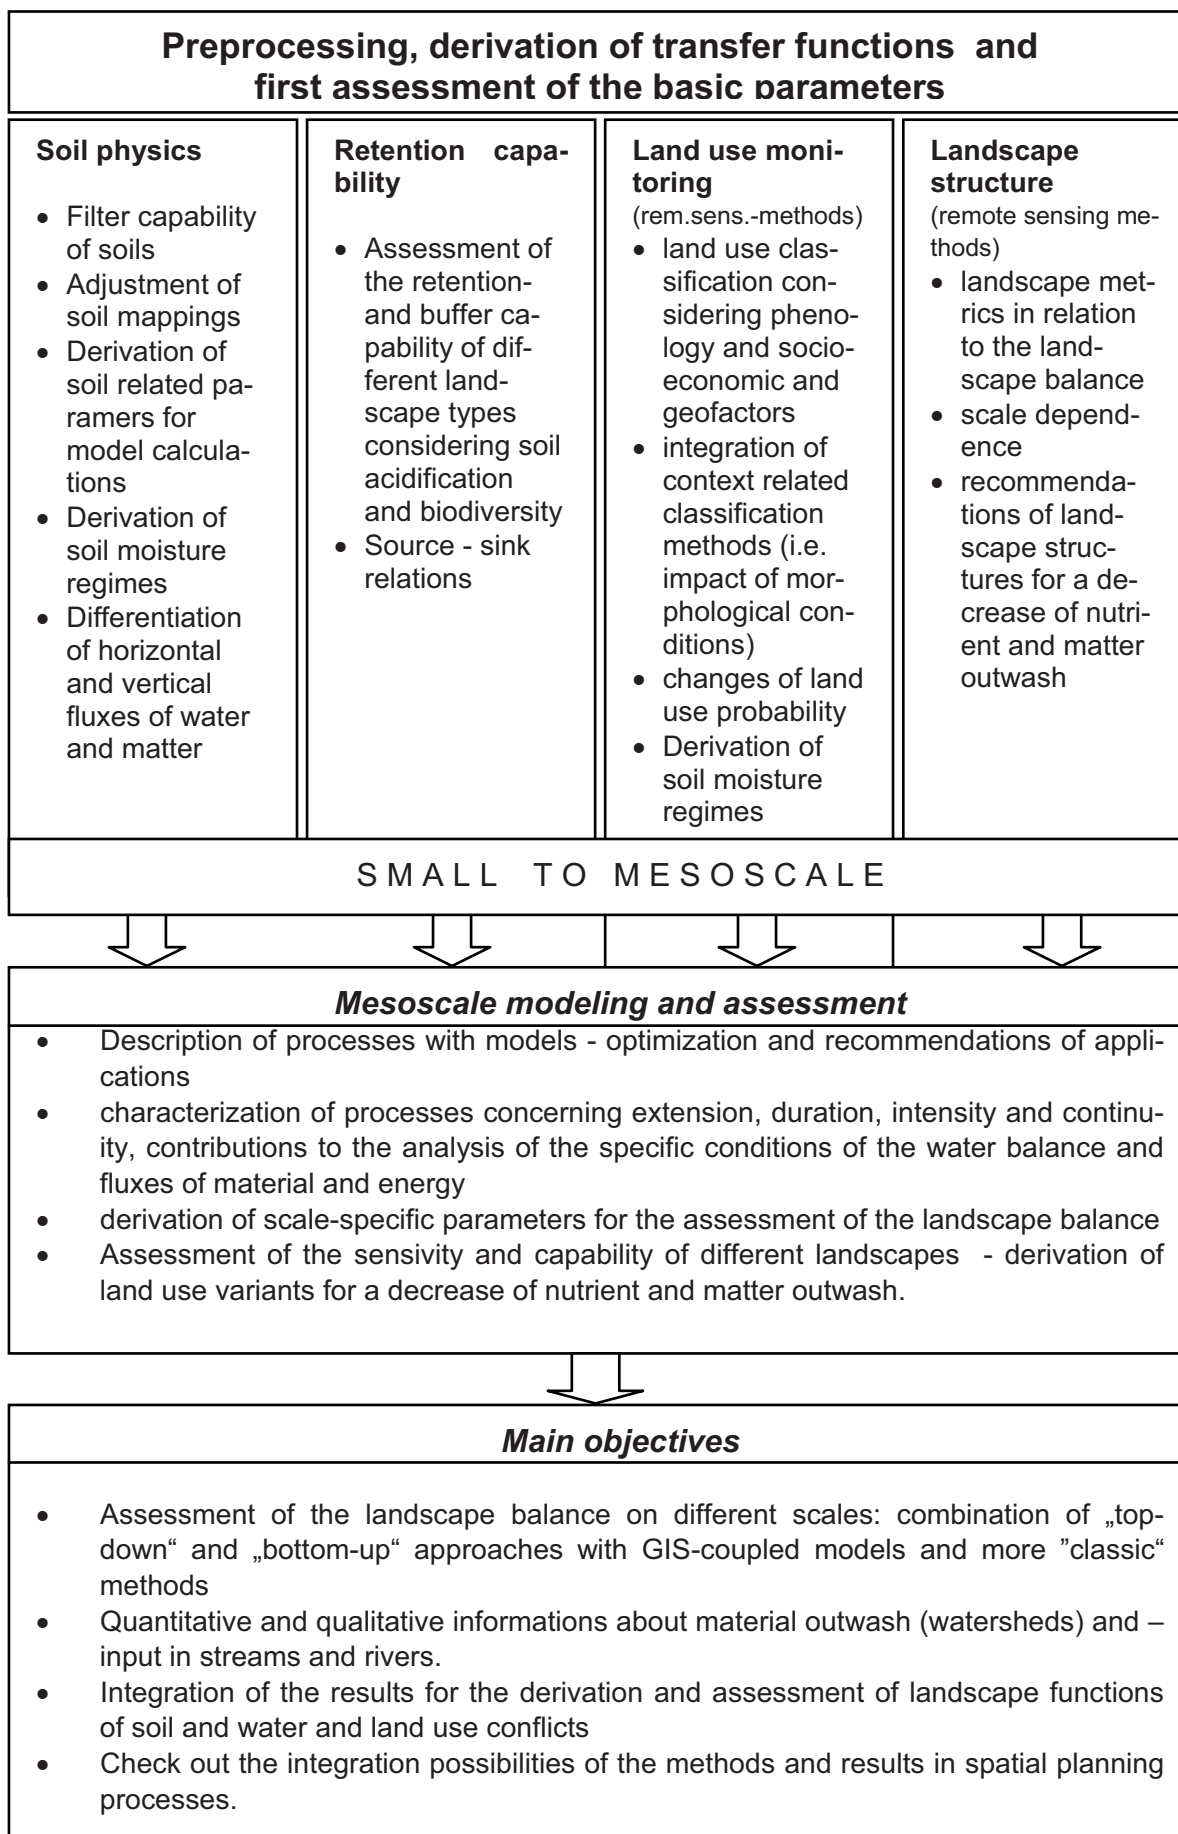 Preprocessing, derivation of transfer functions and
first assessment of the basic parameters
Soil physics
• Filter capability
of soils
• Adjustment of
soil mappings
• Derivation of
soil related pa-
ramers for
model calcula-
tions
• Derivation of
soil moisture
regimes
• Differentiation
of horizontal
and vertical
fluxes of water
and matter
Retention capa-
bility
• Assessment of
the retention-
and buffer ca-
pability of dif-
ferent land-
scape types
considering soil
acidification
and biodiversity
• Source - sink
relations
Land use moni-
toring
(rem.sens.-methods)
• land use clas-
sification con-
sidering pheno-
logy and socio-
economic and
geofactors
• integration of
context related
classification
methods (i.e.
impact of mor-
phological con-
ditions)
• changes of land
use probability
• Derivation of
soil moisture
regimes
Landscape
structure
(remote sensing me-
thods)
• landscape met-
rics in relation
to the land-
scape balance
• scale depend-
ence
• recommenda-
tions of land-
scape struc-
tures for a de-
crease of nutri-
ent and matter
outwash
SMALL TO MESOSCALE
Mesoscale modeling and assessment
• Description of processes with models - optimization and recommendations of appli-
cations
• characterization of processes concerning extension, duration, intensity and continu-
ity, contributions to the analysis of the specific conditions of the water balance and
fluxes of material and energy
• derivation of scale-specific parameters for the assessment of the landscape balance
• Assessment of the sensivity and capability of different landscapes - derivation of
land use variants for a decrease of nutrient and matter outwash.
Main objectives
• Assessment of the landscape balance on different scales: combination of „top-
down“ and „bottom-up“ approaches with GIS-coupled models and more ”classic“
methods
• Quantitative and qualitative informations about material outwash (watersheds) and –
input in streams and rivers.
• Integration of the results for the derivation and assessment of landscape functions
of soil and water and land use conflicts
• Check out the integration possibilities of the methods and results in spatial planning
processes.